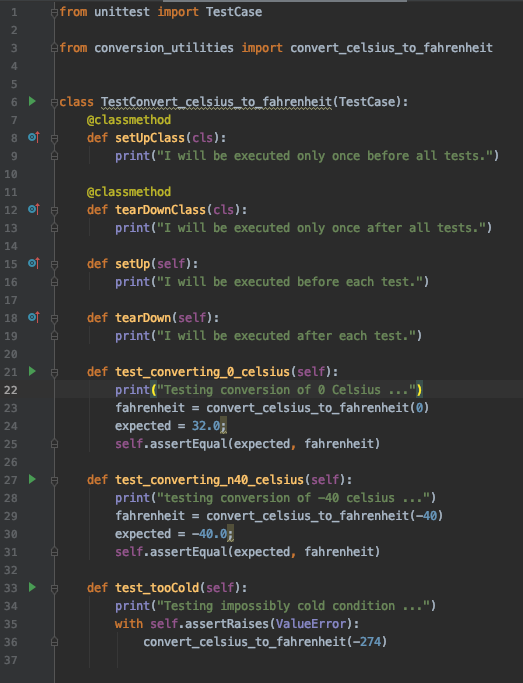 1 from unittest import TestCase
2
3 from conversion_utilities import convert_celsius_to_fahrenheit
4
5
6 class TestConvert_celsius_to_fahrenheit(TestCase):
7     @classmethod
8     def setUpClass(cls):
9         print("I will be executed only once before all tests.")
10
11     @classmethod
12     def tearDownClass(cls):
13         print("I will be executed only once after all tests.")
14
15     def setUp(self):
16         print("I will be executed before each test.")
17
18     def tearDown(self):
19         print("I will be executed after each test.")
20
21     def test_converting_0_celsius(self):
22         print("Testing conversion of 0 Celsius ...")
23         fahrenheit = convert_celsius_to_fahrenheit(0)
24         expected = 32.0;
25         self.assertEqual(expected, fahrenheit)
26
27     def test_converting_n40_celsius(self):
28         print("testing conversion of -40 celsius ...")
29         fahrenheit = convert_celsius_to_fahrenheit(-40)
30         expected = -40.0;
31         self.assertEqual(expected, fahrenheit)
32
33     def test_tooCold(self):
34         print("Testing impossibly cold condition ...")
35         with self.assertRaises(ValueError):
36             convert_celsius_to_fahrenheit(-274)
37